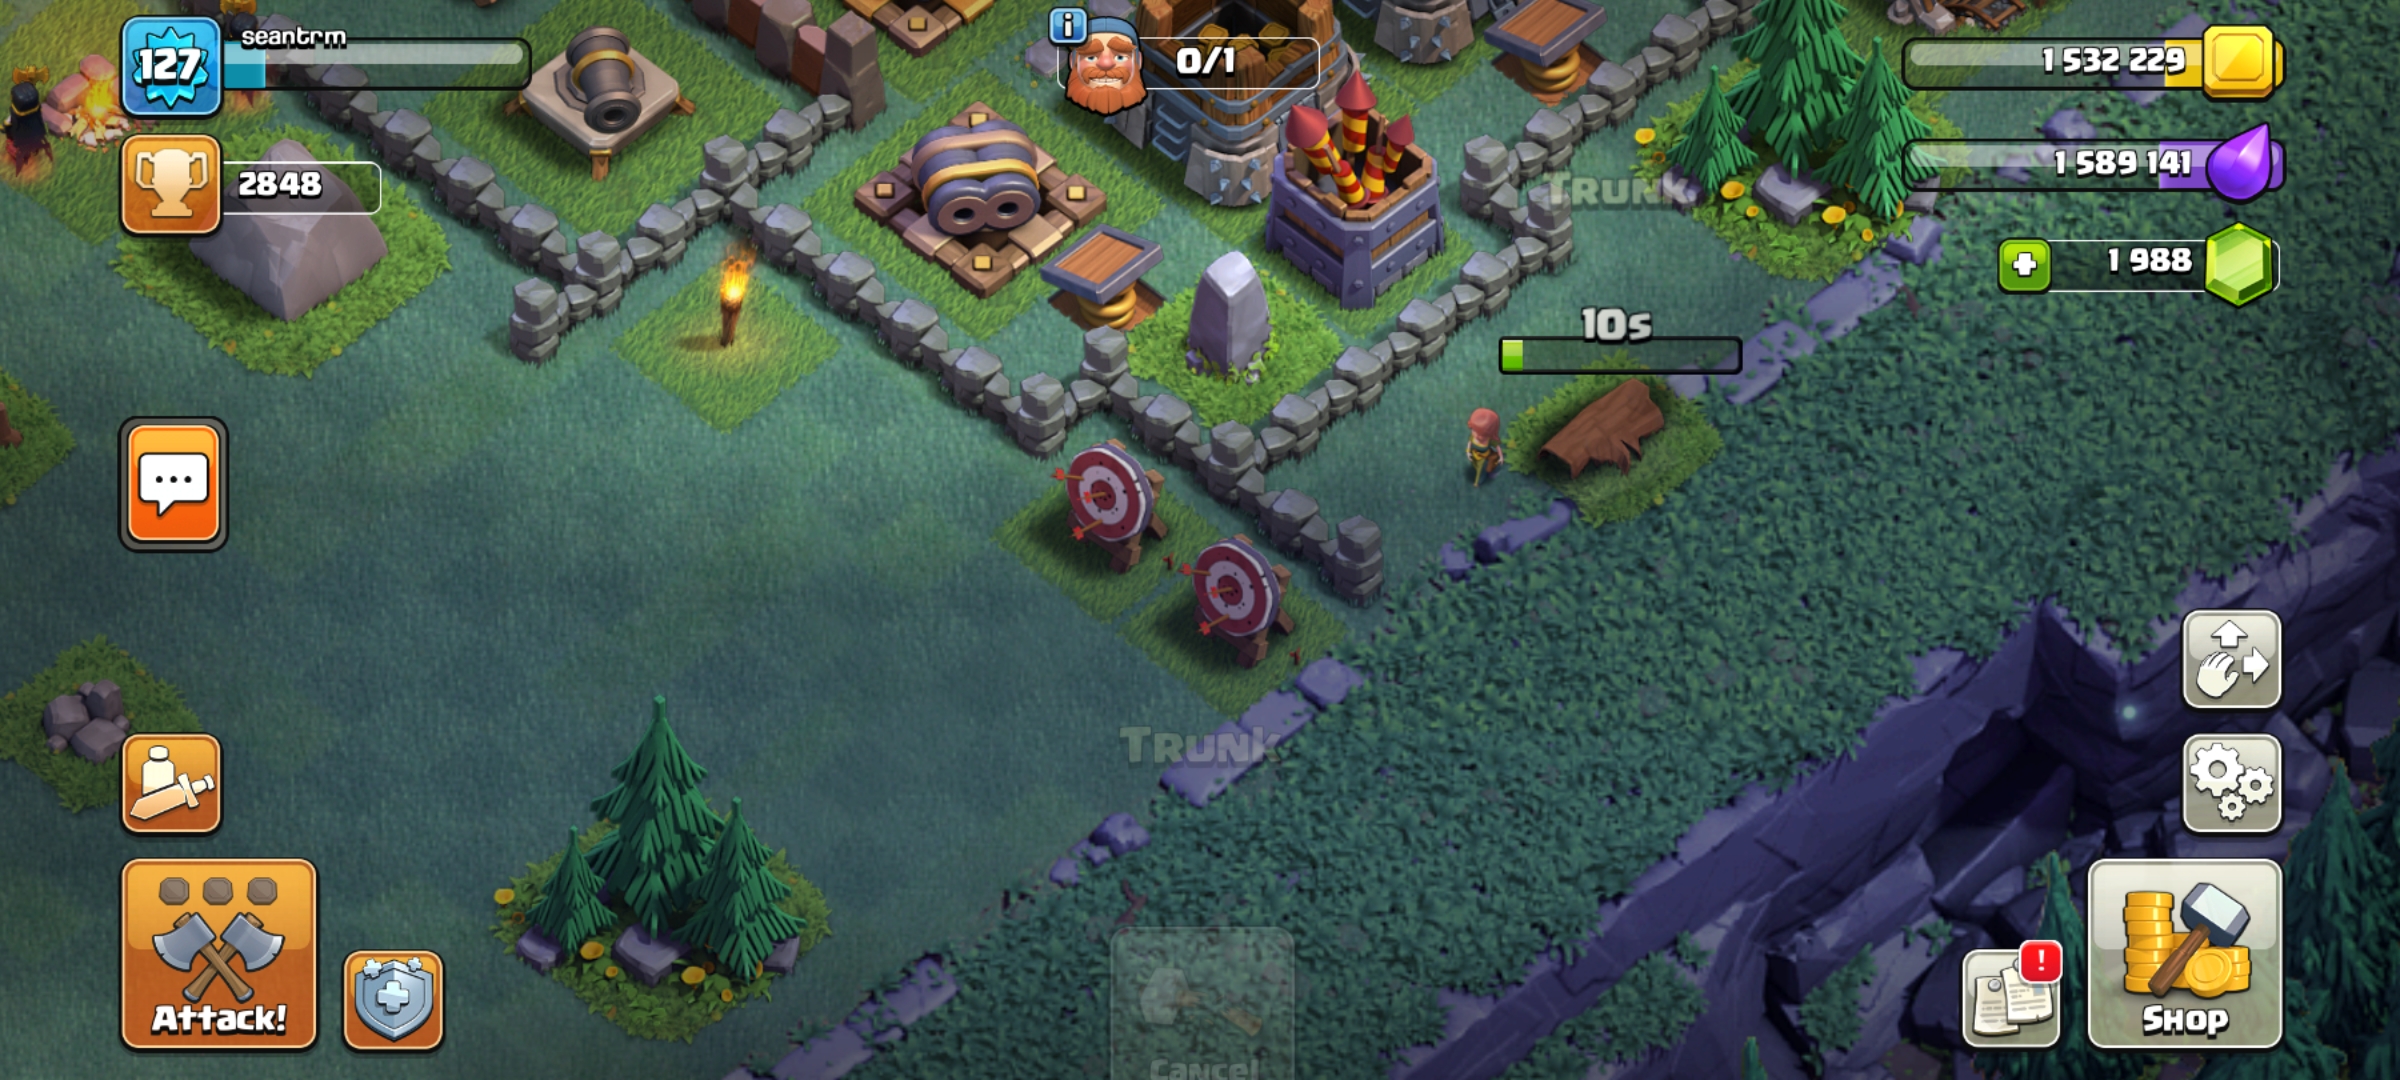 127
seantrm
0/1
1 532 229
2848
1 589 141
Trunk
1 988
10s
Trunk
Attack!
!
Shop
Cancel